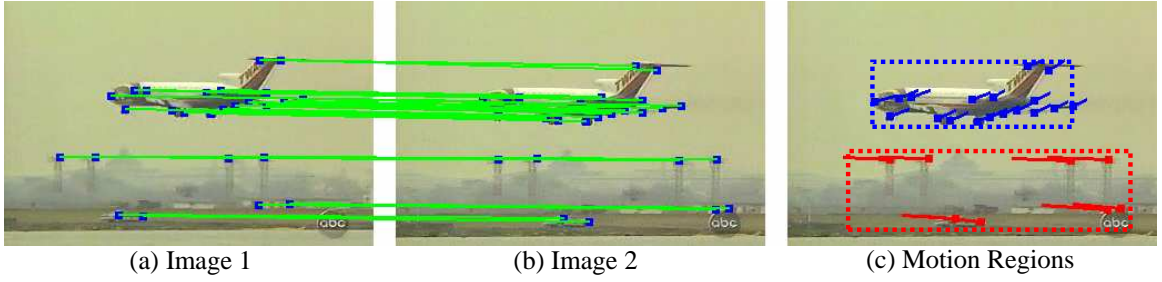 abc
abc
abc
(a) Image 1
(b) Image 2
(c) Motion Regions